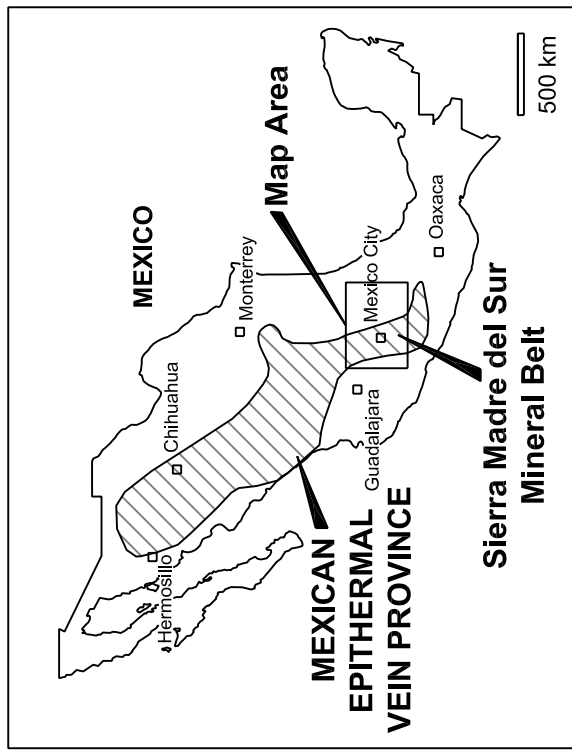 MEXICO
Monterrey
Map Area
Chihuahua
Hermosillo
Mexico City
Oaxaca
Guadalajara
MEXICAN
EPITHERMAL
VEIN PROVINCE
Sierra Madre del Sur
Mineral Belt
500 km